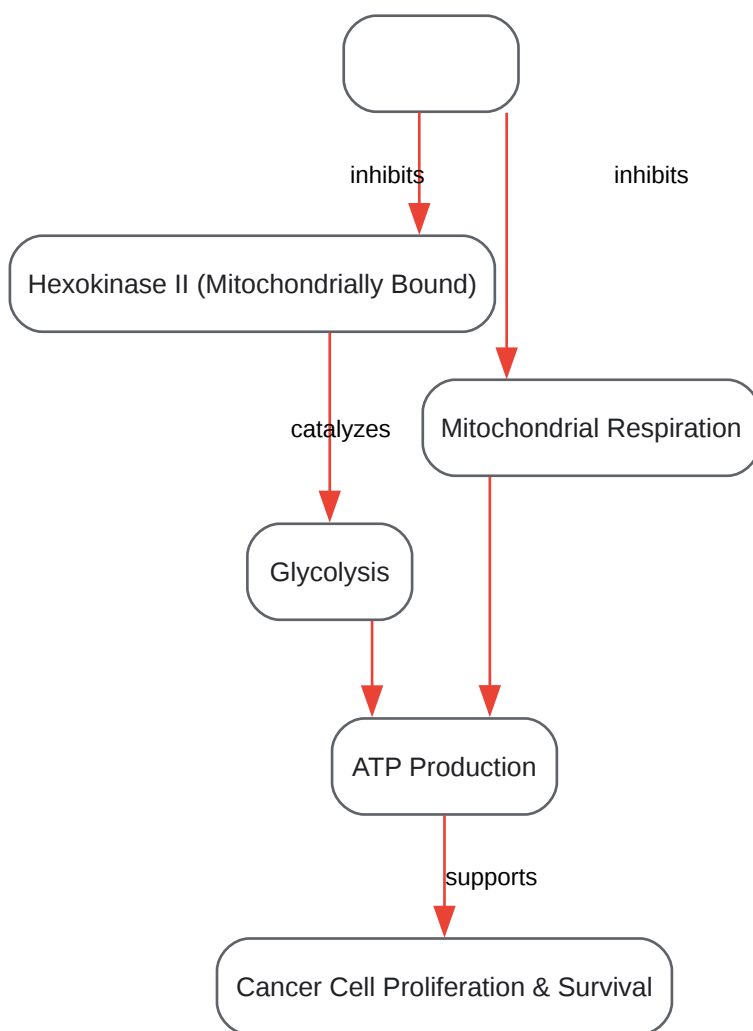 inhibits
inhibits
Hexokinase II (Mitochondrially Bound)
catalyzes
Mitochondrial Respiration
Glycolysis
ATP Production
supports
Cancer Cell Proliferation & Survival